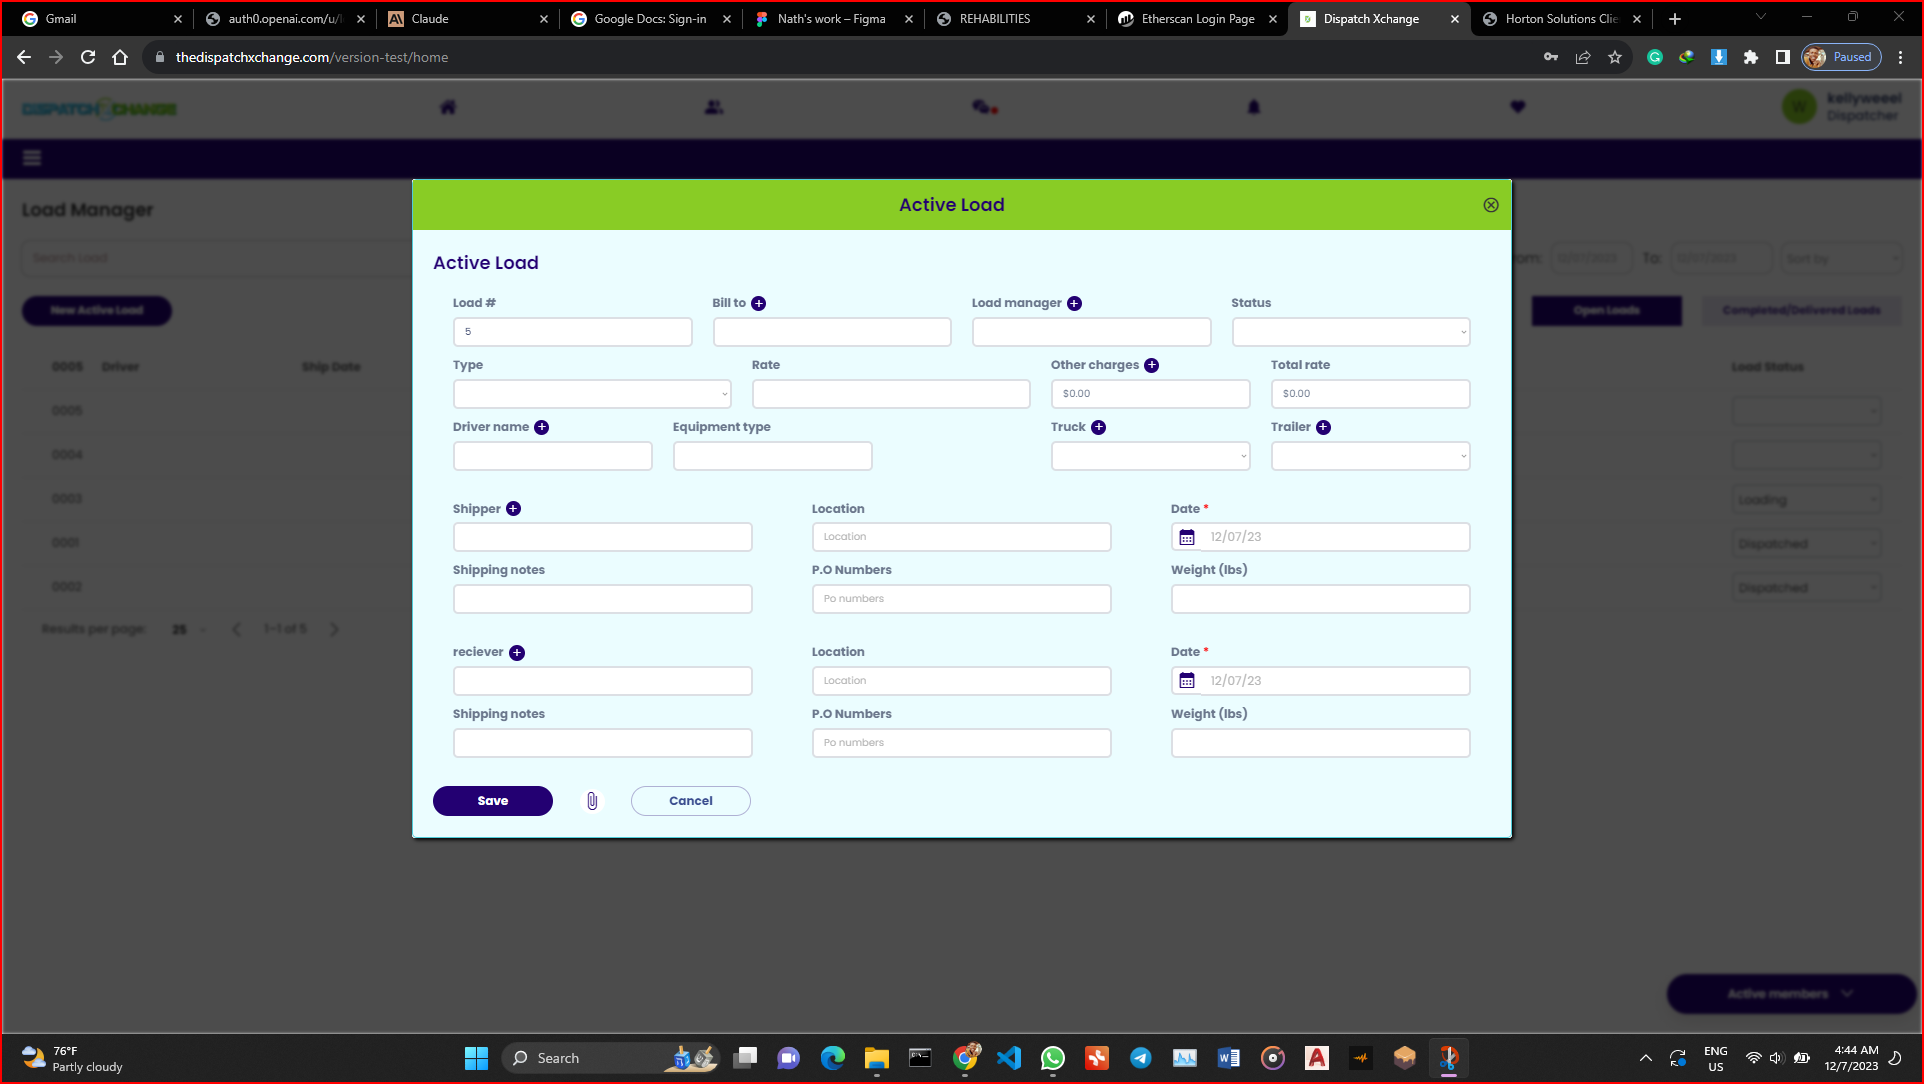 Gmail
auth0.openai.com/u/l
Claude
Google Docs: Sign-in
Nath's work – Figma
REHABILITIES
Etherscan Login Page
Dispatch Xchange
Horton Solutions Clie
thedispatchxchange.com/version-test/home
Paused
DISPATCH XCHANGE
kellyweeel
W
Dispatcher
Load Manager
Search Load
To:
Sort by
New Active Load
Open Loads
Completed/Delivered Loads
0005 Driver Ship Date Load Status
0005
0004
0003 Loading
0001 Dispatched
0002 Dispatched
Results per page: 25 1-1 of 5
Active members
Active Load
Active Load
Load # Bill to Load manager Status
5
Type Rate Other charges Total rate
$0.00 $0.00
Driver name Equipment type Truck Trailer
Shipper Location Date *
Location 12/07/23
Shipping notes P.O Numbers Weight (lbs)
Po numbers
reciever Location Date *
Location 12/07/23
Shipping notes P.O Numbers Weight (lbs)
Po numbers
Save Cancel
76°F
Partly cloudy
Search
ENG
US
4:44 AM
12/7/2023